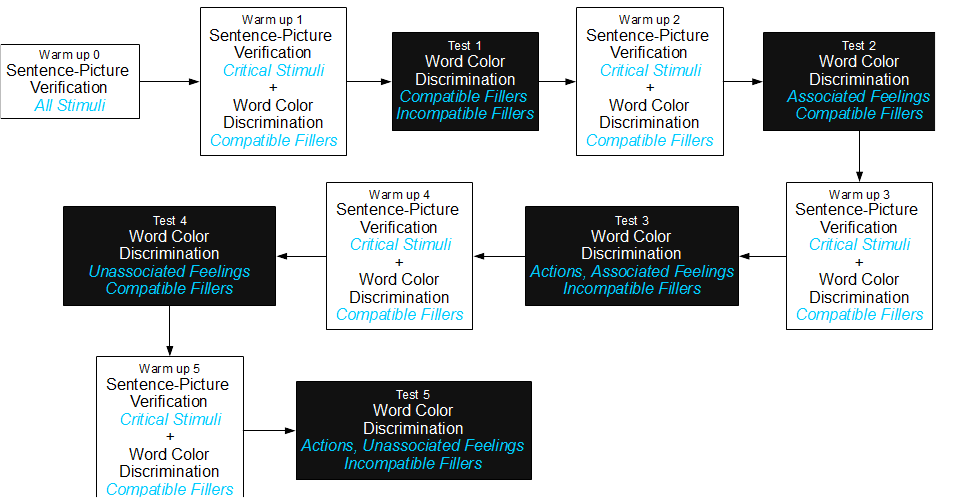 Warm up 0
Sentence-Picture
Verification
All Stimuli
Warm up 1
Sentence-Picture
Verification
Critical Stimuli
+
Word Color
Discrimination
Compatible Fillers
Test 1
Word Color
Discrimination
Compatible Fillers
Incompatible Fillers
Warm up 2
Sentence-Picture
Verification
Critical Stimuli
+
Word Color
Discrimination
Compatible Fillers
Test 2
Word Color
Discrimination
Associated Feelings
Compatible Fillers
Warm up 3
Sentence-Picture
Verification
Critical Stimuli
+
Word Color
Discrimination
Compatible Fillers
Test 3
Word Color
Discrimination
Actions, Associated Feelings
Incompatible Fillers
Warm up 4
Sentence-Picture
Verification
Critical Stimuli
+
Word Color
Discrimination
Compatible Fillers
Test 4
Word Color
Discrimination
Unassociated Feelings
Compatible Fillers
Warm up 5
Sentence-Picture
Verification
Critical Stimuli
+
Word Color
Discrimination
Compatible Fillers
Test 5
Word Color
Discrimination
Actions, Unassociated Feelings
Incompatible Fillers